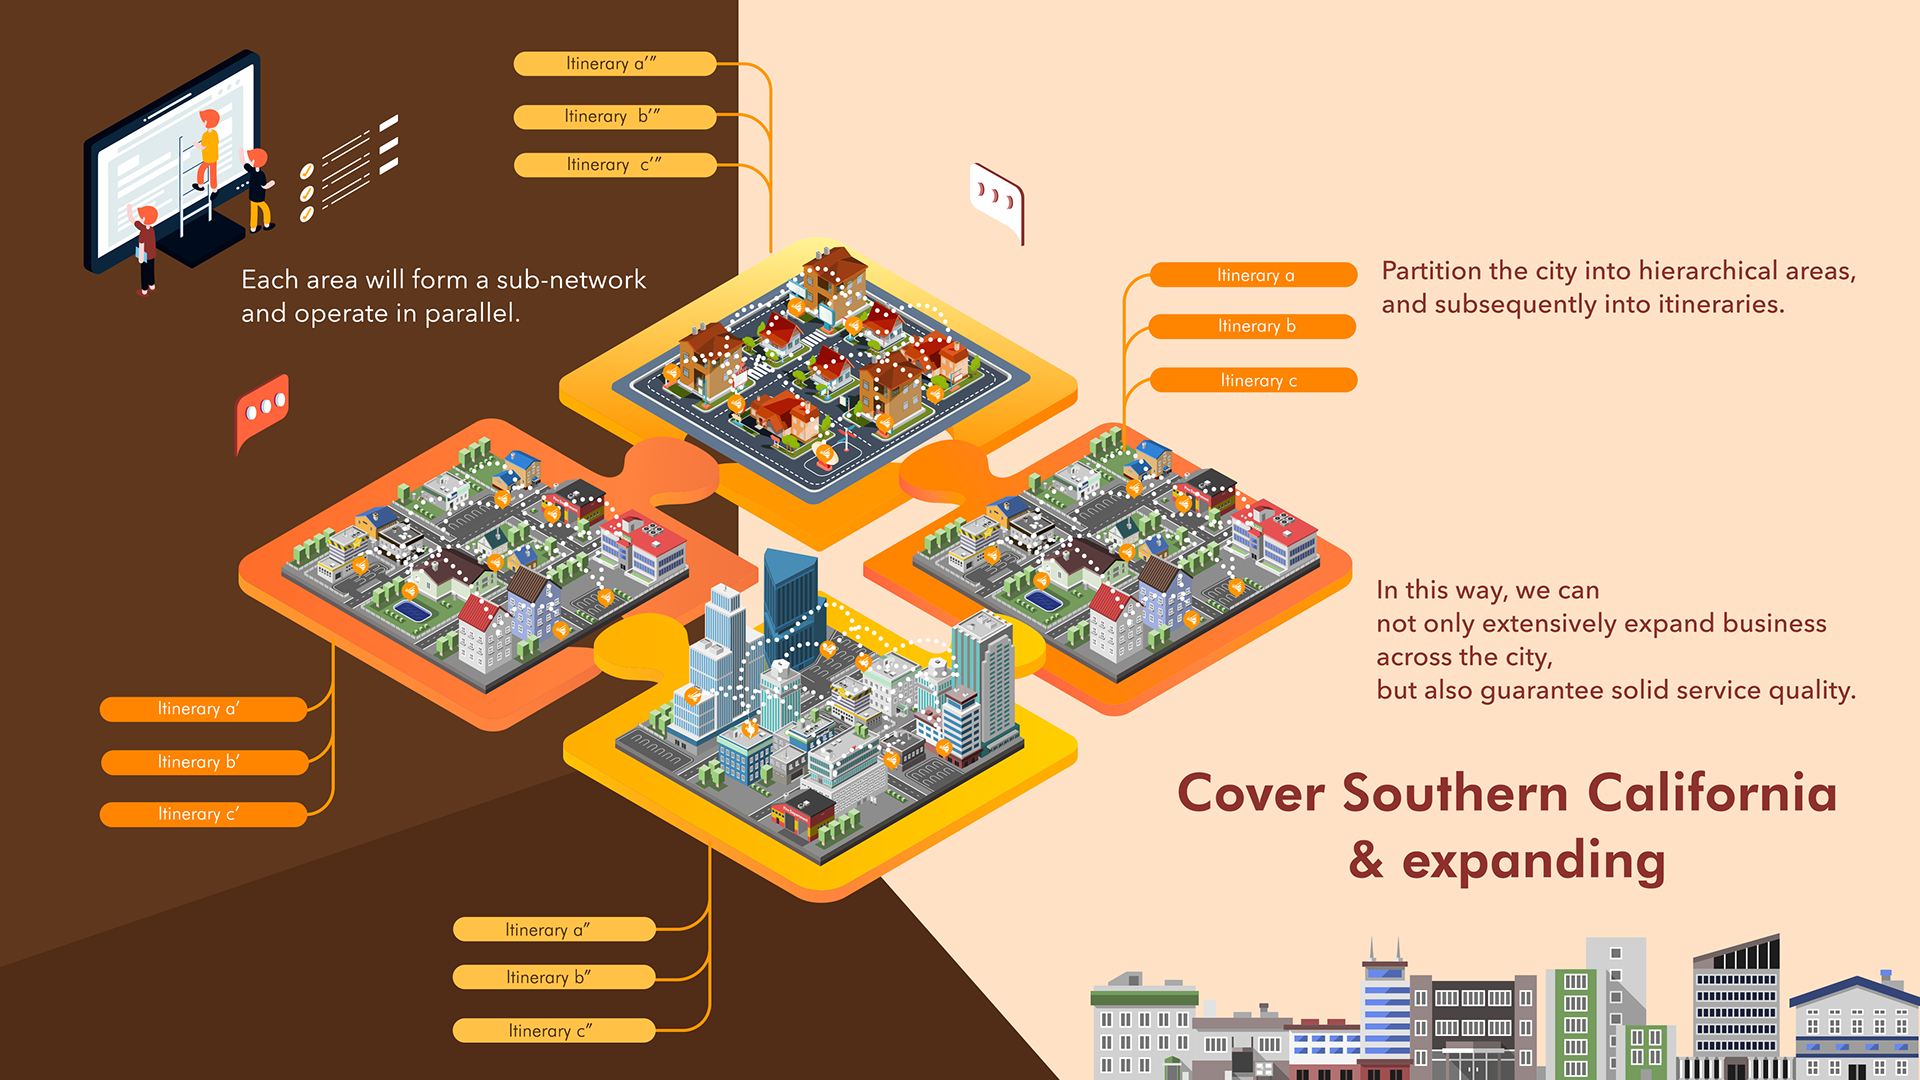 Itinerary a‴
Itinerary b‴
Itinerary c‴
Each area will form a sub-network
and operate in parallel.
Itinerary a
Itinerary b
Itinerary c
Partition the city into hierarchical areas,
and subsequently into itineraries.
Itinerary a′
Itinerary b′
Itinerary c′
In this way, we can
not only extensively expand business
across the city,
but also guarantee solid service quality.
Cover Southern California
& expanding
Itinerary a″
Itinerary b″
Itinerary c″